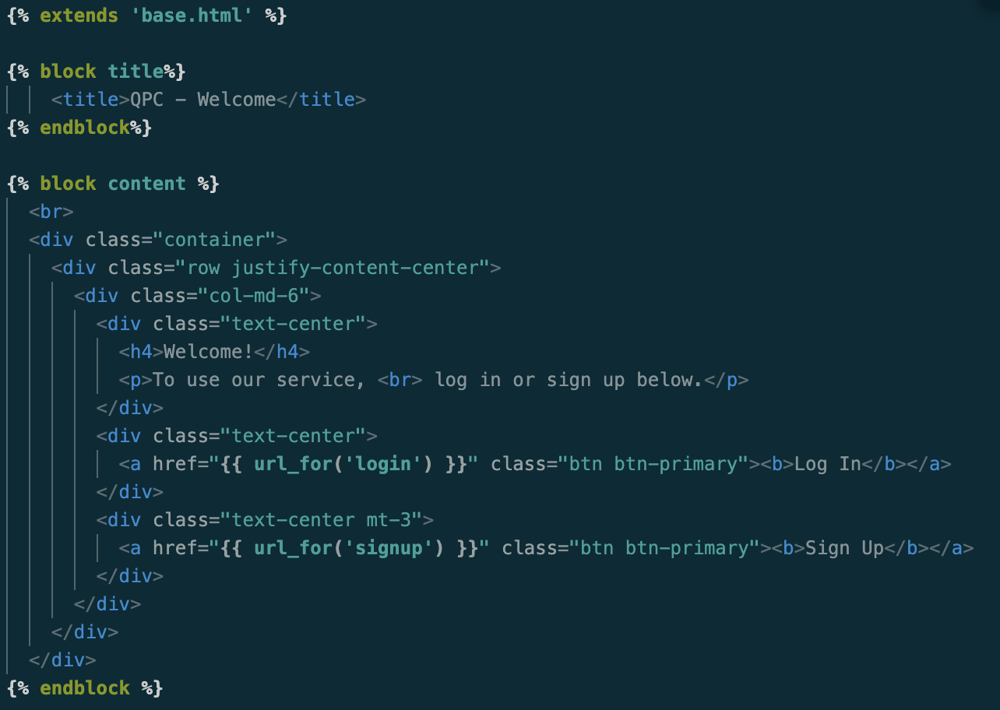 {% extends 'base.html' %}
{% block title%}
<title>QPC - Welcome</title>
{% endblock%}
{% block content %}
<br>
<div class="container">
<div class="row justify-content-center">
<div class="col-md-6">
<div class="text-center">
<h4>Welcome!</h4>
<p>To use our service, <br> log in or sign up below.</p>
</div>
<div class="text-center">
<a href="{{ url_for('login') }}" class="btn btn-primary"><b>Log In</b></a>
</div>
<div class="text-center mt-3">
<a href="{{ url_for('signup') }}" class="btn btn-primary"><b>Sign Up</b></a>
</div>
</div>
</div>
</div>
{% endblock %}